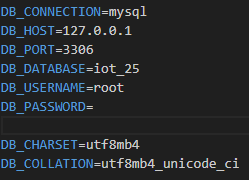 DB_CONNECTION=mysql
DB_HOST=127.0.0.1
DB_PORT=3306
DB_DATABASE=iot_25
DB_USERNAME=root
DB_PASSWORD=
DB_CHARSET=utf8mb4
DB_COLLATION=utf8mb4_unicode_ci